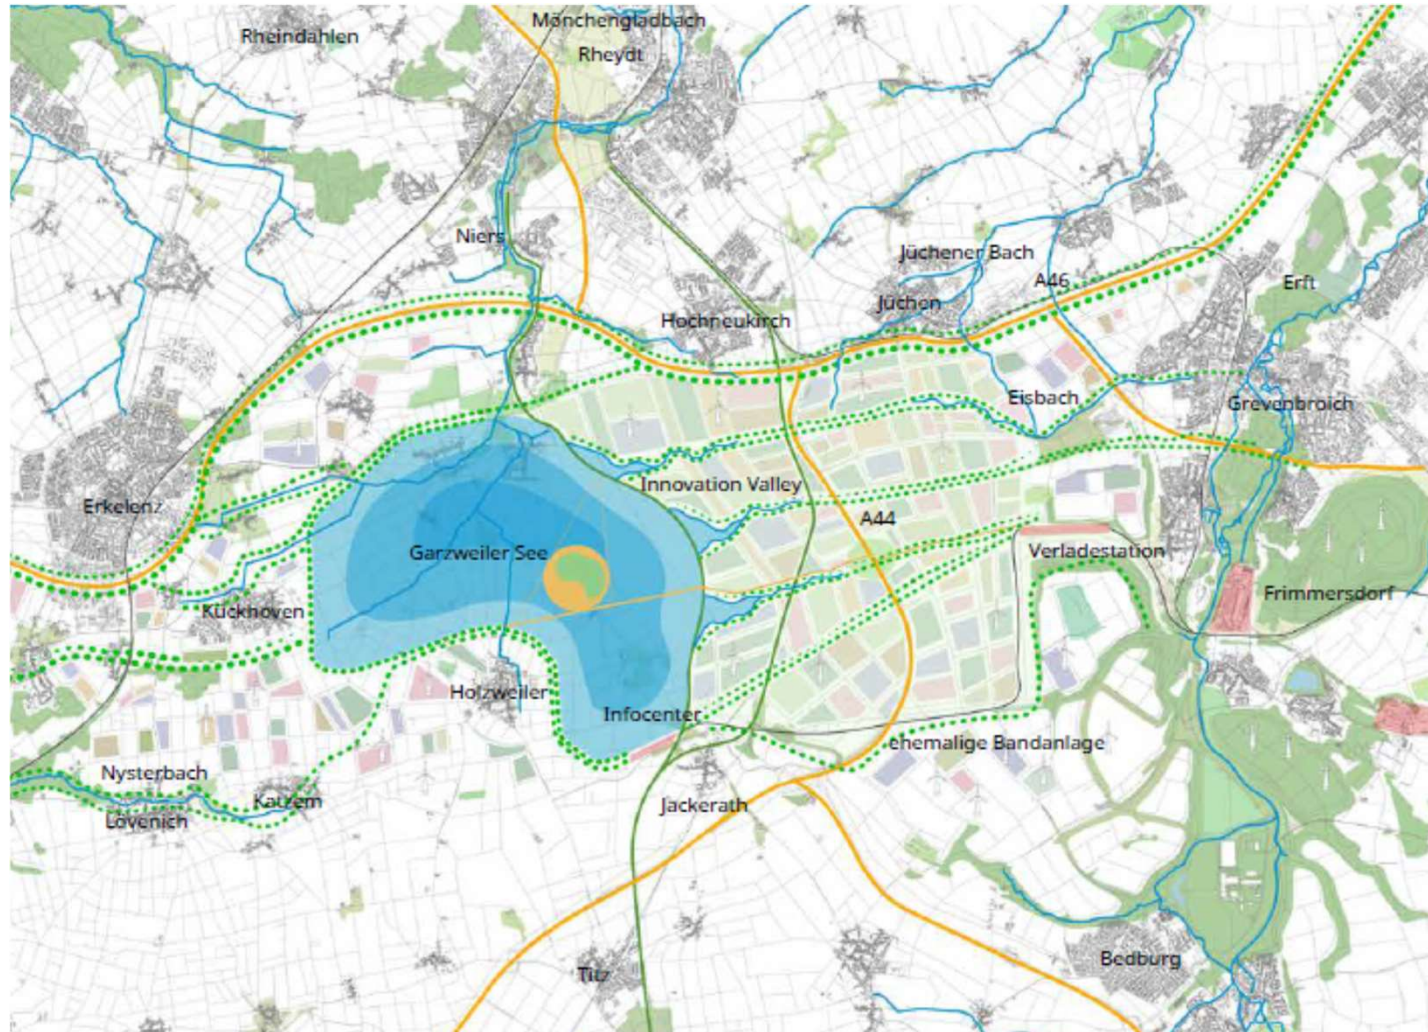 Mönchengladbach
Rheindahlen
Rheydt
Niers
Jüchener Bach
A46
Erft
Jüchen
Hochneukirch
Eisbach
Grevenbroich
Innovation Valley
Erkelenz
A44
Garzweiler See
Verladestation
Frimmersdorf
Kückhoven
Holzweiler
Infocenter
ehemalige Bandanlage
Nysterbach
Katzem
Jackerath
Lövenich
Bedburg
Titz